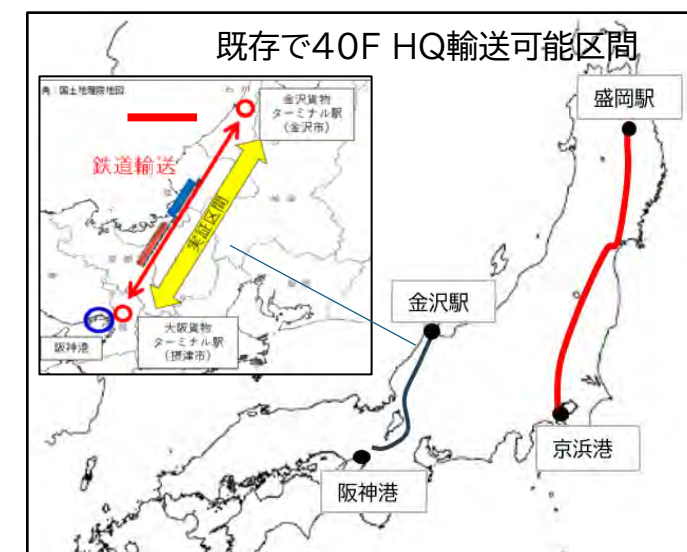 既存で40F HQ輸送可能区間
盛岡駅
金沢駅
京浜港
阪神港
国土地理院地図
金沢貨物
ターミナル駅
(金沢市)
鉄道輸送
実証区間
阪神港
大阪貨物
ターミナル駅
(摂津市)